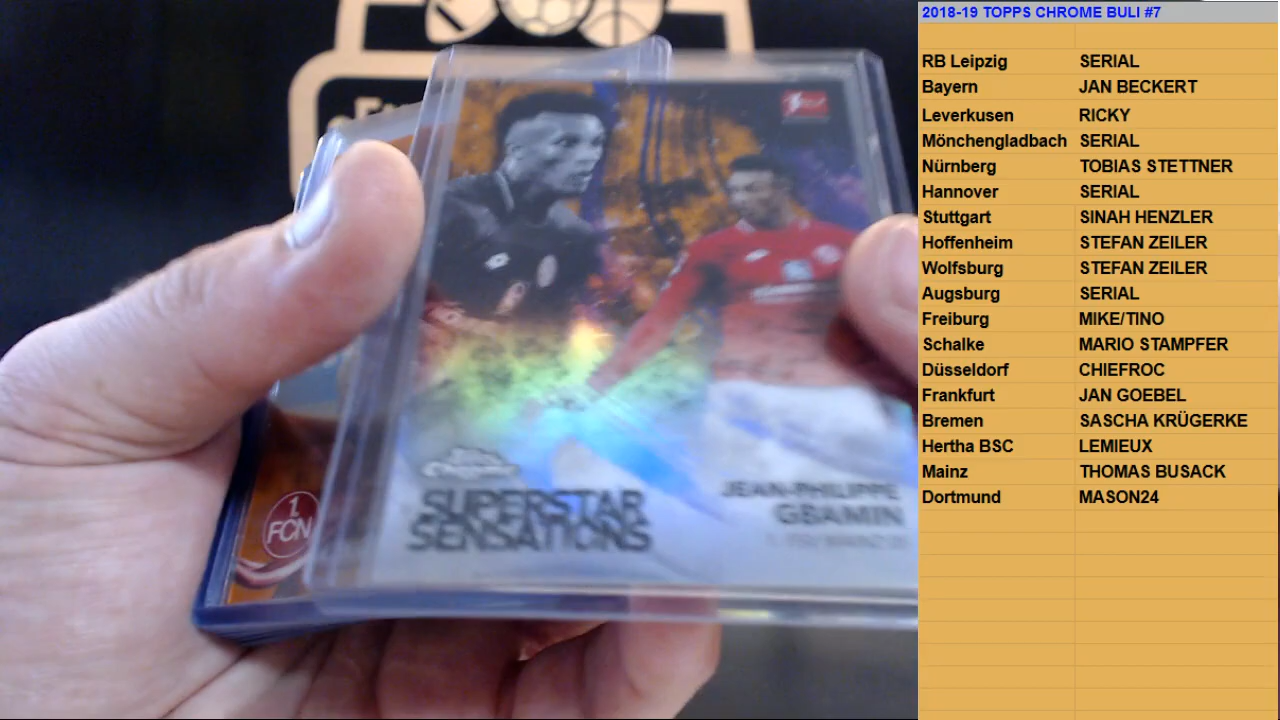 2018-19 TOPPS CHROME BULI #7
RB Leipzig SERIAL
Bayern JAN BECKERT
Leverkusen RICKY
Mönchengladbach SERIAL
Nürnberg TOBIAS STETTNER
Hannover SERIAL
Stuttgart SINAH HENZLER
Hoffenheim STEFAN ZEILER
Wolfsburg STEFAN ZEILER
Augsburg SERIAL
Freiburg MIKE/TINO
Schalke MARIO STAMPFER
Düsseldorf CHIEFROC
Frankfurt JAN GOEBEL
Bremen SASCHA KRÜGERKE
Hertha BSC LEMIEUX
Mainz THOMAS BUSACK
Dortmund MASON24
Chrome
SUPERSTAR
SENSATIONS
JEAN-PHILIPPE
GBAMIN
1.
FCN